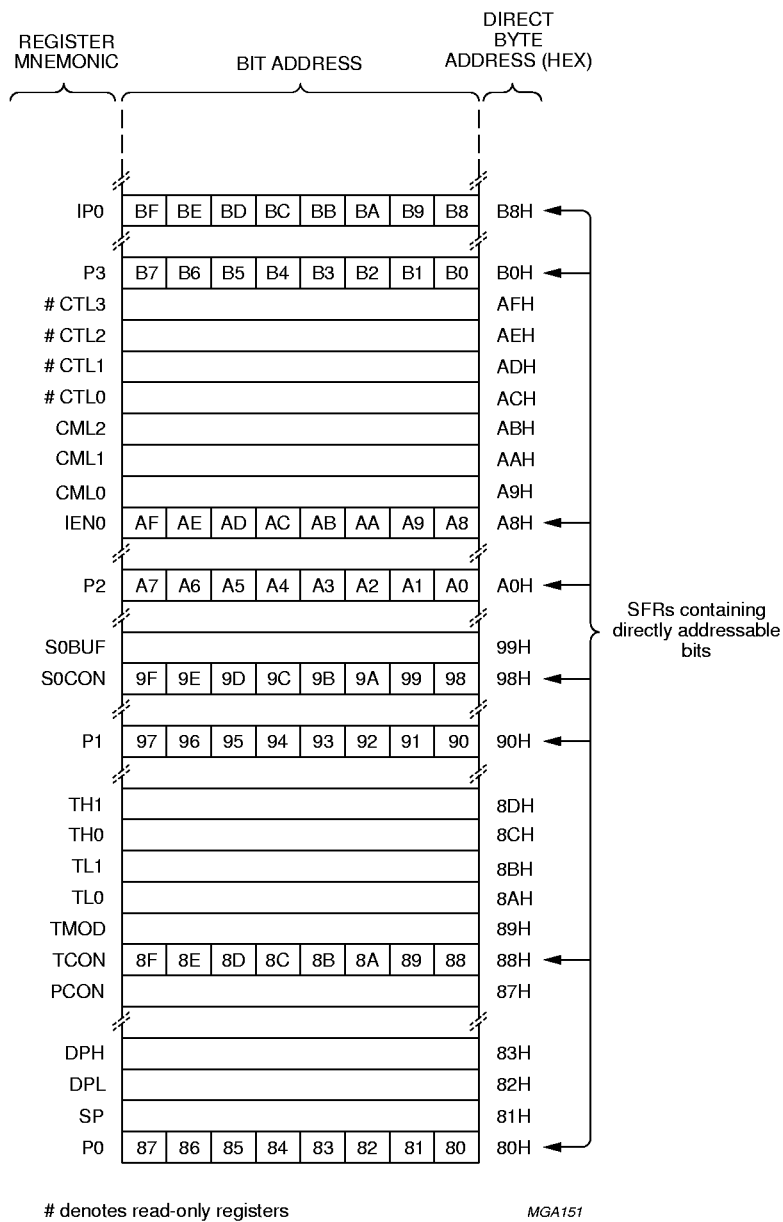 REGISTER
MNEMONIC
BIT ADDRESS
DIRECT
BYTE
ADDRESS (HEX)
IP0 BF BE BD BC BB BA B9 B8 B8H
P3 B7 B6 B5 B4 B3 B2 B1 B0 B0H
# CTL3 AFH
# CTL2 AEH
# CTL1 ADH
# CTL0 ACH
CML2 ABH
CML1 AAH
CML0 A9H
IEN0 AF AE AD AC AB AA A9 A8 A8H
P2 A7 A6 A5 A4 A3 A2 A1 A0 A0H
SFRs containing
directly addressable
bits
S0BUF 99H
S0CON 9F 9E 9D 9C 9B 9A 99 98 98H
P1 97 96 95 94 93 92 91 90 90H
TH1 8DH
TH0 8CH
TL1 8BH
TL0 8AH
TMOD 89H
TCON 8F 8E 8D 8C 8B 8A 89 88 88H
PCON 87H
DPH 83H
DPL 82H
SP 81H
P0 87 86 85 84 83 82 81 80 80H
# denotes read-only registers
MGA151